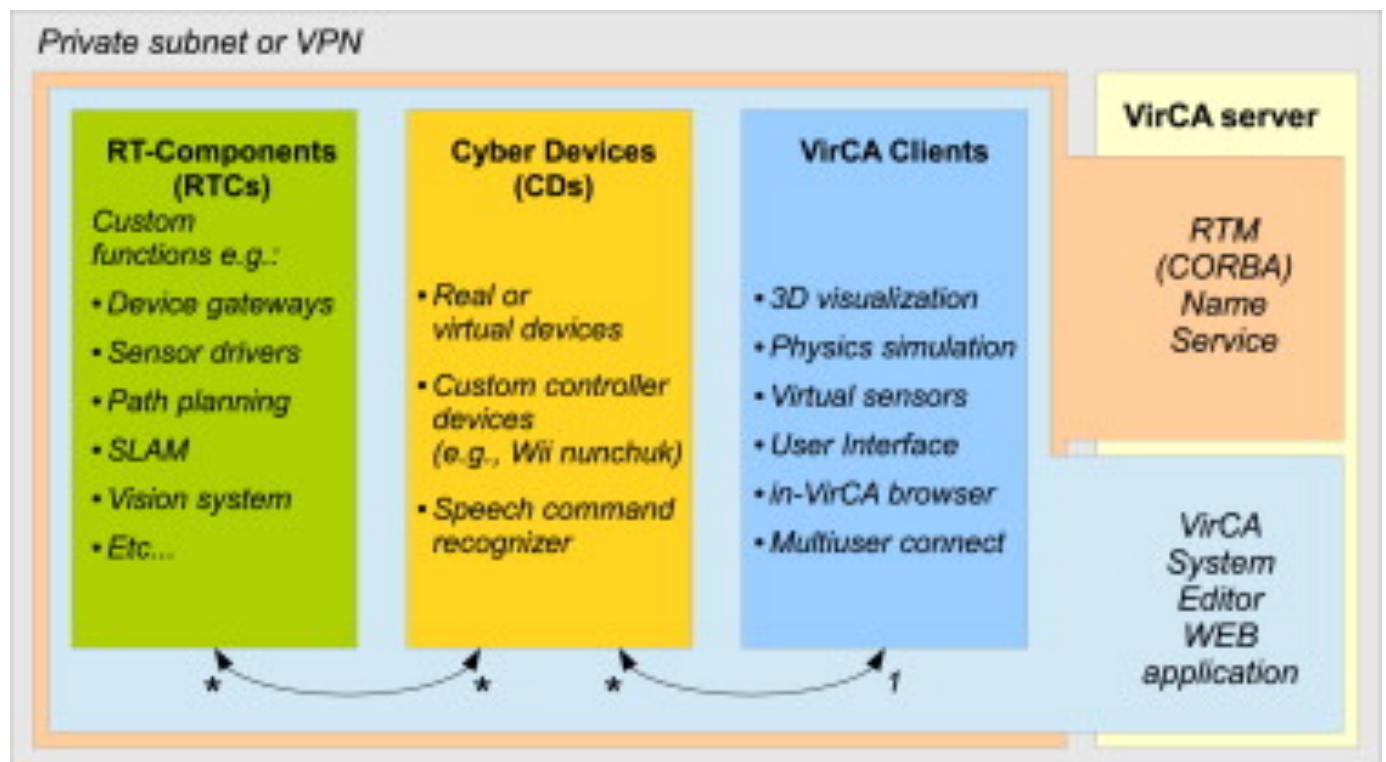 Private subnet or VPN
RT-Components
(RTCs)
Custom
functions e.g.:
• Device gateways
• Sensor drivers
• Path planning
• SLAM
• Vision system
• Etc...
Cyber Devices
(CDs)
• Real or
virtual devices
• Custom controller
devices
(e.g., Wii nunchuk)
• Speech command
recognizer
VirCA Clients
• 3D visualization
• Physics simulation
• Virtual sensors
• User Interface
• in-VirCA browser
• Multiuser connect
* * * 1
VirCA server
RTM
(CORBA)
Name
Service
VirCA
System
Editor
WEB
application